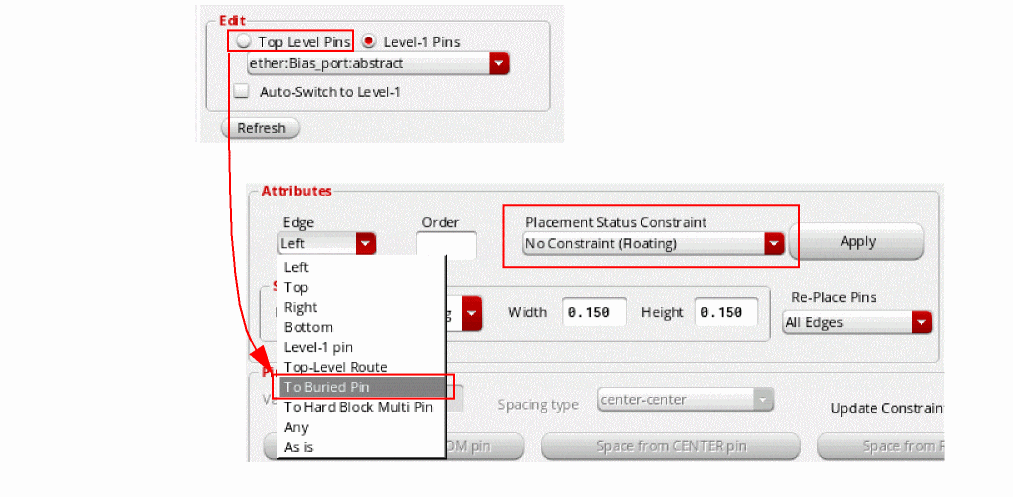 Edit
Top Level Pins Level-1 Pins
ether:Bias_port:abstract
Auto-Switch to Level-1
Refresh
Attributes
Edge Order Placement Status Constraint
Left No Constraint (Floating) Apply
Left
Top
Right
Bottom
Level-1 pin
Top-Level Route
To Buried Pin
To Hard Block Multi Pin
Any
As is
g Width 0.150 Height 0.150
Re-Place Pins
All Edges
Spacing type center-center Update Constrain
OM pin Space from CENTER pin Space from R